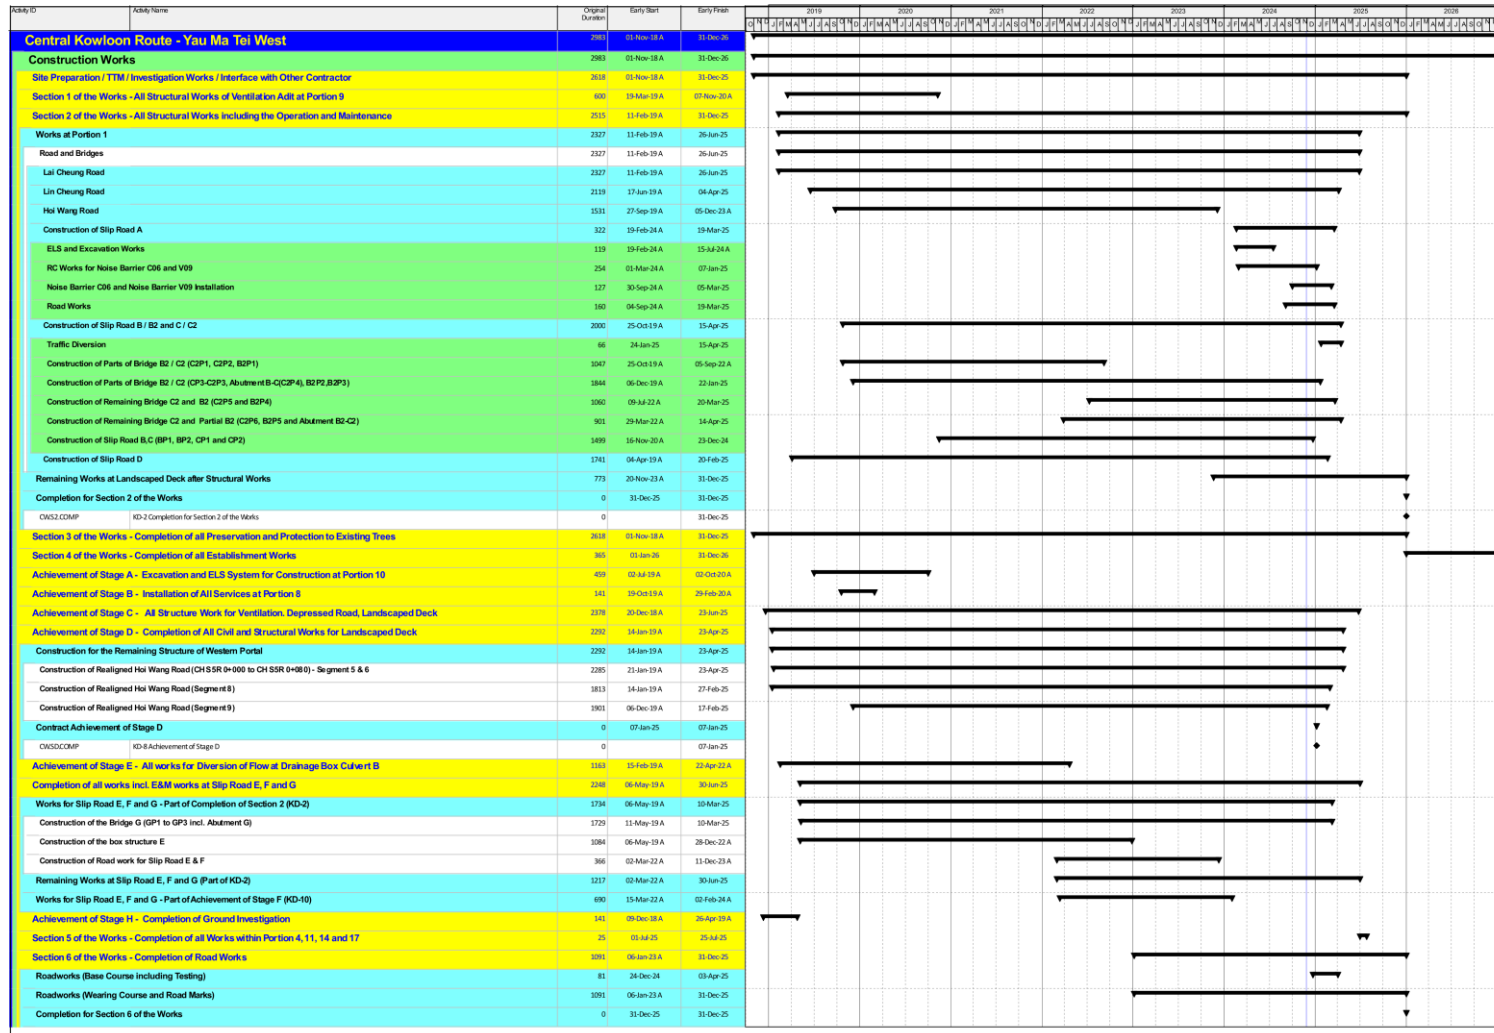 Activity ID Activity Name Original Duration Early Start Early Finish 2019 2020 2021 2022 2023 2024 2025 2026
O N D J F M A M J J A S O N D J F M A M J J A S O N D J F M A M J J A S O N D J F M A M J J A S O N D J F M A M J J A S O N D J F M A M J J A S O N D J F M A M J J A S O N D J F M A M J J A S O N
Central Kowloon Route - Yau Ma Tei West 2983 01-Nov-18 A 31-Dec-26
Construction Works 2983 01-Nov-18 A 31-Dec-26
Site Preparation / TTM / Investigation Works / Interface with Other Contractor 2618 01-Nov-18 A 31-Dec-25
Section 1 of the Works - All Structural Works of Ventilation Adit at Portion 9 600 19-Mar-19 A 07-Nov-20 A
Section 2 of the Works - All Structural Works including the Operation and Maintenance 2515 11-Feb-19 A 31-Dec-25
Works at Portion 1 2327 11-Feb-19 A 26-Jun-25
Road and Bridges 2327 11-Feb-19 A 26-Jun-25
Lai Cheung Road 2327 11-Feb-19 A 26-Jun-25
Lin Cheung Road 2119 17-Jun-19 A 04-Apr-25
Hoi Wang Road 1531 27-Sep-19 A 05-Dec-23 A
Construction of Slip Road A 322 19-Feb-24 A 19-Mar-25
ELS and Excavation Works 119 19-Feb-24 A 15-Jul-24 A
RC Works for Noise Barrier C06 and V09 254 01-Mar-24 A 07-Jan-25
Noise Barrier C06 and Noise Barrier V09 Installation 127 30-Sep-24 A 05-Mar-25
Road Works 160 04-Sep-24 A 19-Mar-25
Construction of Slip Road B / B2 and C / C2 2000 25-Oct-19 A 15-Apr-25
Traffic Diversion 66 24-Jan-25 15-Apr-25
Construction of Parts of Bridge B2 / C2 (C2P1, C2P2, B2P1) 1047 25-Oct-19 A 05-Sep-22 A
Construction of Parts of Bridge B2 / C2 (CP3-C2P3, Abutment B-C(C2P4), B2P2,B2P3) 1844 06-Dec-19 A 22-Jan-25
Construction of Remaining Bridge C2 and B2 (C2P5 and B2P4) 1060 09-Jul-22 A 20-Mar-25
Construction of Remaining Bridge C2 and Partial B2 (C2P6, B2P5 and Abutment B2-C2) 901 29-Mar-22 A 14-Apr-25
Construction of Slip Road B,C (BP1, BP2, CP1 and CP2) 1499 16-Nov-20 A 23-Dec-24
Construction of Slip Road D 1741 04-Apr-19 A 20-Feb-25
Remaining Works at Landscaped Deck after Structural Works 773 20-Nov-23 A 31-Dec-25
Completion for Section 2 of the Works 0 31-Dec-25 31-Dec-25
CWS2.COMP KD-2 Completion for Section 2 of the Works 0 31-Dec-25
Section 3 of the Works - Completion of all Preservation and Protection to Existing Trees 2618 01-Nov-18 A 31-Dec-25
Section 4 of the Works - Completion of all Establishment Works 365 01-Jan-26 31-Dec-26
Achievement of Stage A - Excavation and ELS System for Construction at Portion 10 459 02-Jul-19 A 02-Oct-20 A
Achievement of Stage B - Installation of All Services at Portion 8 141 19-Oct-19 A 29-Feb-20 A
Achievement of Stage C - All Structure Work for Ventilation. Depressed Road, Landscaped Deck 2378 20-Dec-18 A 23-Jun-25
Achievement of Stage D - Completion of All Civil and Structural Works for Landscaped Deck 2292 14-Jan-19 A 23-Apr-25
Construction for the Remaining Structure of Western Portal 2292 14-Jan-19 A 23-Apr-25
Construction of Realigned Hoi Wang Road (CH S5R 0+000 to CH S5R 0+080) - Segment 5 & 6 2285 21-Jan-19 A 23-Apr-25
Construction of Realigned Hoi Wang Road (Segment 8) 1813 14-Jan-19 A 27-Feb-25
Construction of Realigned Hoi Wang Road (Segment 9) 1901 06-Dec-19 A 17-Feb-25
Contract Achievement of Stage D 0 07-Jan-25 07-Jan-25
CWSD.COMP KD-8 Achievement of Stage D 0 07-Jan-25
Achievement of Stage E - All works for Diversion of Flow at Drainage Box Culvert B 1163 15-Feb-19 A 22-Apr-22 A
Completion of all works incl. E&M works at Slip Road E, F and G 2248 06-May-19 A 30-Jun-25
Works for Slip Road E, F and G - Part of Completion of Section 2 (KD-2) 1734 06-May-19 A 10-Mar-25
Construction of the Bridge G (GP1 to GP3 incl. Abutment G) 1729 11-May-19 A 10-Mar-25
Construction of the box structure E 1084 06-May-19 A 28-Dec-22 A
Construction of Road work for Slip Road E & F 366 02-Mar-22 A 11-Dec-23 A
Remaining Works at Slip Road E, F and G (Part of KD-2) 1217 02-Mar-22 A 30-Jun-25
Works for Slip Road E, F and G - Part of Achievement of Stage F (KD-10) 690 15-Mar-22 A 02-Feb-24 A
Achievement of Stage H - Completion of Ground Investigation 141 09-Dec-18 A 26-Apr-19 A
Section 5 of the Works - Completion of all Works within Portion 4, 11, 14 and 17 25 01-Jul-25 25-Jul-25
Section 6 of the Works - Completion of Road Works 1091 06-Jan-23 A 31-Dec-25
Roadworks (Base Course including Testing) 81 24-Dec-24 03-Apr-25
Roadworks (Wearing Course and Road Marks) 1091 06-Jan-23 A 31-Dec-25
Completion for Section 6 of the Works 0 31-Dec-25 31-Dec-25